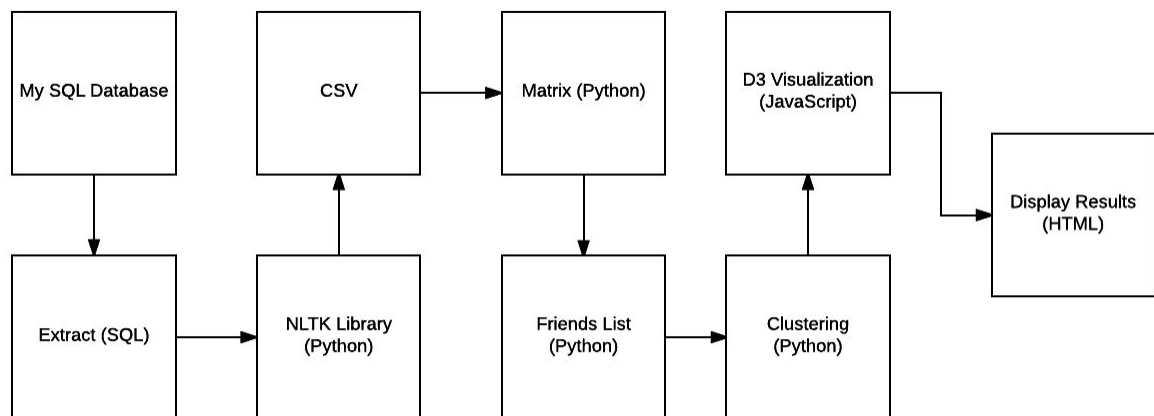 My SQL Database
CSV
Matrix (Python)
D3 Visualization
(JavaScript)
Display Results
(HTML)
Extract (SQL)
NLTK Library
(Python)
Friends List
(Python)
Clustering
(Python)